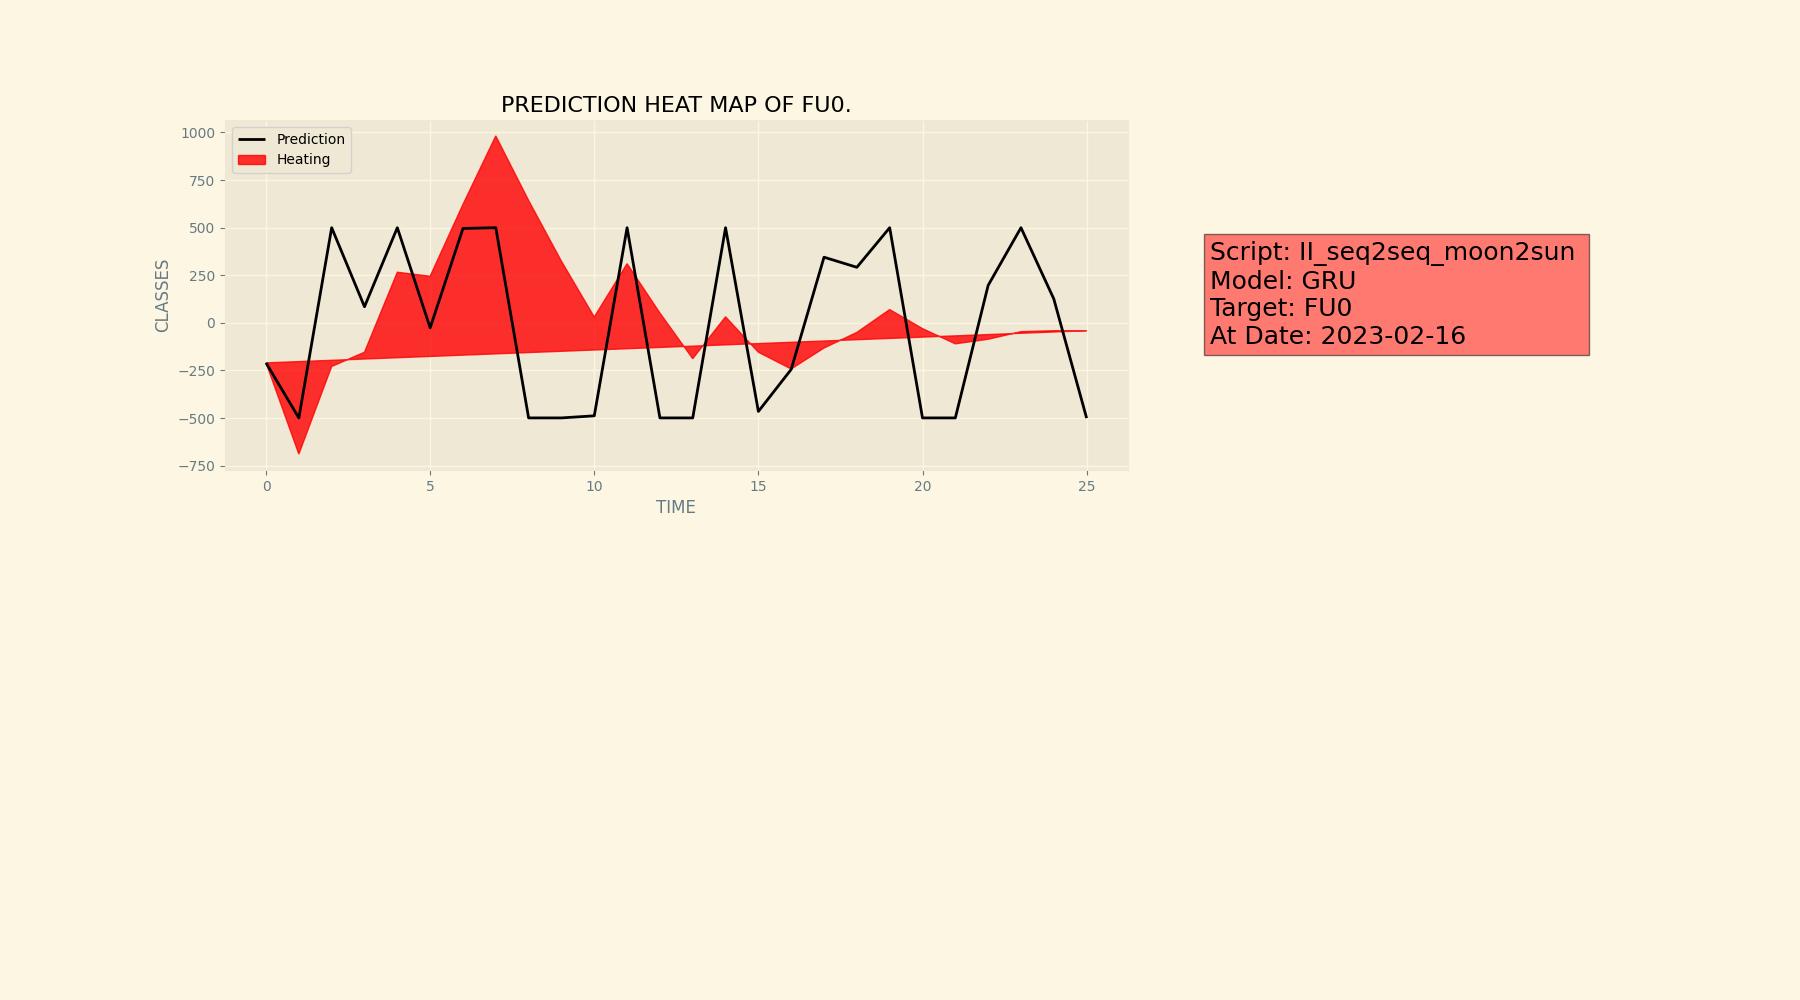 PREDICTION HEAT MAP OF FU0.
Prediction
Heating
1000
750
500
250
0
−250
−500
−750
CLASSES
0 5 10 15 20 25
TIME
Script: II_seq2seq_moon2sun
Model: GRU
Target: FU0
At Date: 2023-02-16